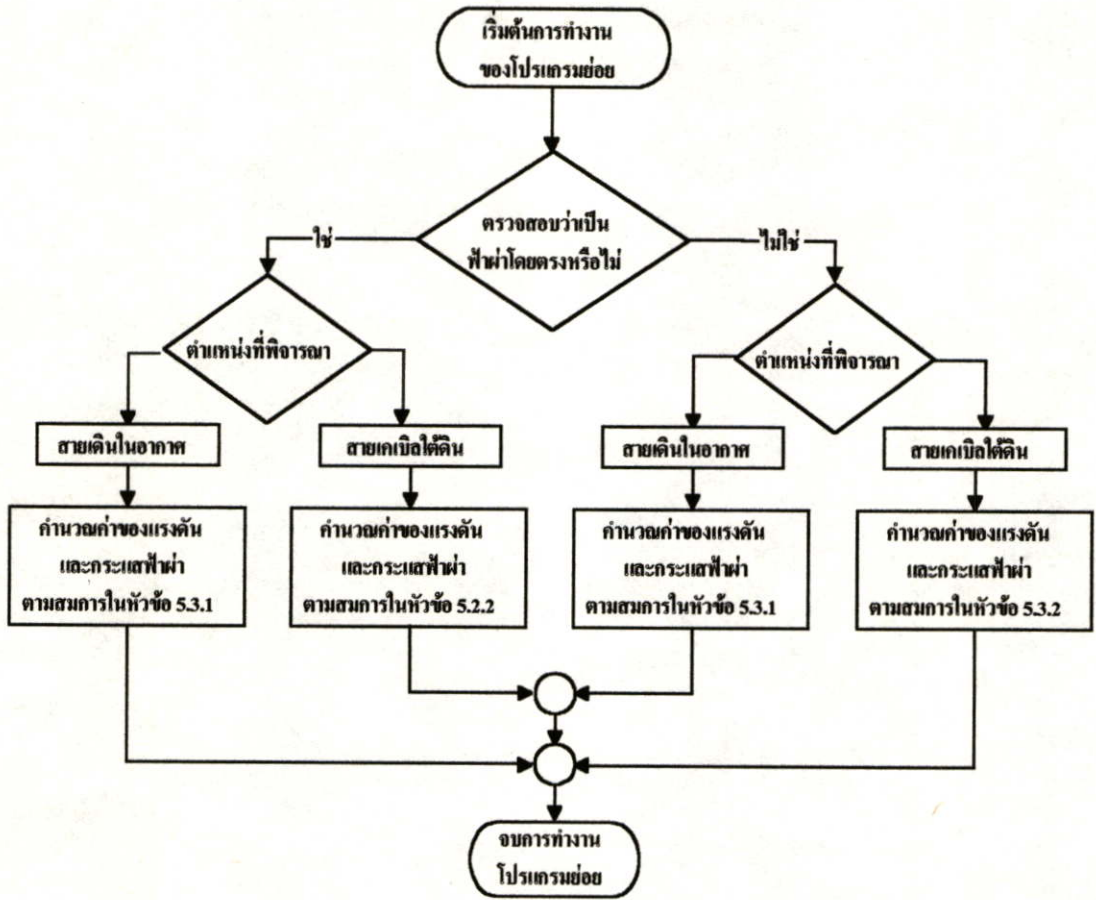 เริ่มต้นการทำงาน
ของโปรแกรมย่อย
ตรวจสอบว่าเป็น
ฟ้าผ่าโดยตรงหรือไม่
ใช่
ไม่ใช่
ตำแหน่งที่พิจารณา
ตำแหน่งที่พิจารณา
สายเดินในอากาศ
สายเคเบิลใต้ดิน
สายเดินในอากาศ
สายเคเบิลใต้ดิน
คำนวณค่าของแรงดัน
และกระแสฟ้าผ่า
ตามสมการในหัวข้อ 5.3.1
คำนวณค่าของแรงดัน
และกระแสฟ้าผ่า
ตามสมการในหัวข้อ 5.2.2
คำนวณค่าของแรงดัน
และกระแสฟ้าผ่า
ตามสมการในหัวข้อ 5.3.1
คำนวณค่าของแรงดัน
และกระแสฟ้าผ่า
ตามสมการในหัวข้อ 5.3.2
จบการทำงาน
โปรแกรมย่อย